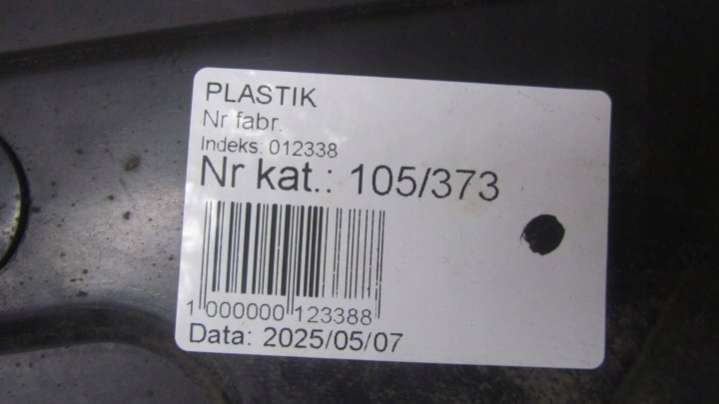 PLASTIK
Nr fabr.
Indeks: 012338
Nr kat.: 105/373
1 000000 123388
Data: 2025/05/07